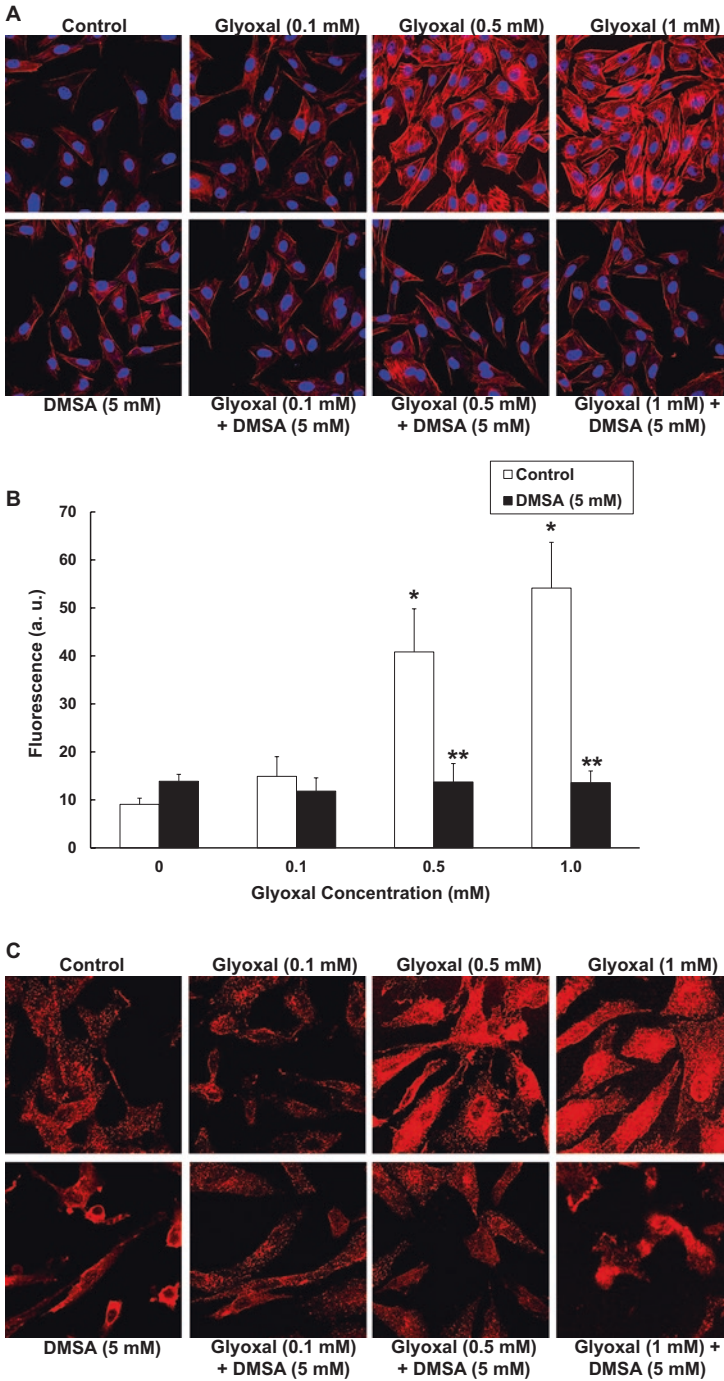 A
Control
Glyoxal (0.1 mM)
Glyoxal (0.5 mM)
Glyoxal (1 mM)
DMSA (5 mM)
Glyoxal (0.1 mM)
+ DMSA (5 mM)
Glyoxal (0.5 mM)
+ DMSA (5 mM)
Glyoxal (1 mM) +
DMSA (5 mM)
B
Control
DMSA (5 mM)
Fluorescence (a. u.)
70
60
50
40
30
20
10
0
*
**
*
**
0
0.1
0.5
1.0
Glyoxal Concentration (mM)
C
Control
Glyoxal (0.1 mM)
Glyoxal (0.5 mM)
Glyoxal (1 mM)
DMSA (5 mM)
Glyoxal (0.1 mM)
+ DMSA (5 mM)
Glyoxal (0.5 mM)
+ DMSA (5 mM)
Glyoxal (1 mM) +
DMSA (5 mM)